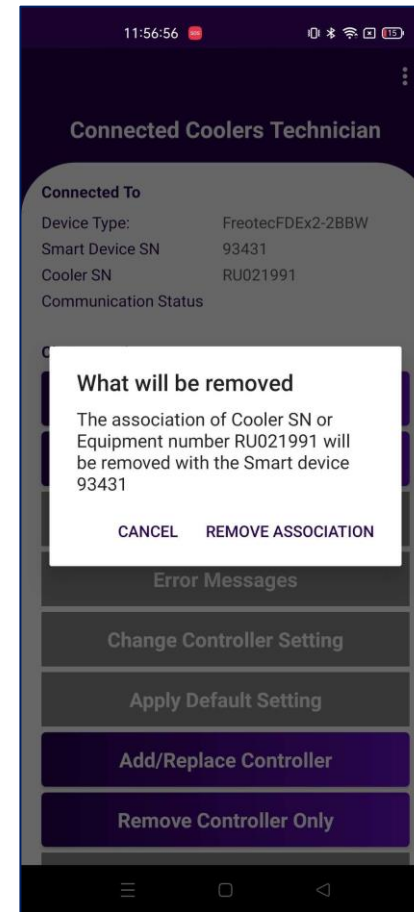 11:56:56
15
Connected Coolers Technician
Connected To
Device Type: FreotecFDEx2-2BBW
Smart Device SN 93431
Cooler SN RU021991
Communication Status
What will be removed
The association of Cooler SN or
Equipment number RU021991 will
be removed with the Smart device
93431
CANCEL REMOVE ASSOCIATION
Error Messages
Change Controller Setting
Apply Default Setting
Add/Replace Controller
Remove Controller Only